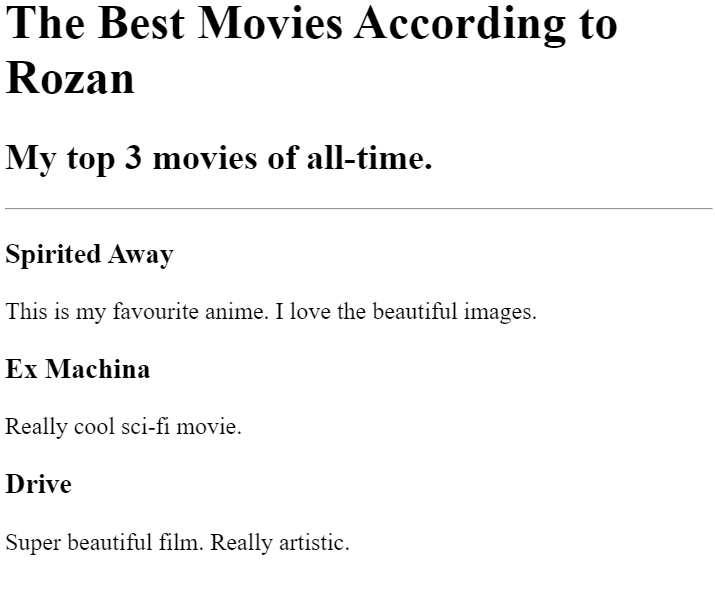 The Best Movies According to
Rozan
My top 3 movies of all-time.
Spirited Away
This is my favourite anime. I love the beautiful images.
Ex Machina
Really cool sci-fi movie.
Drive
Super beautiful film. Really artistic.